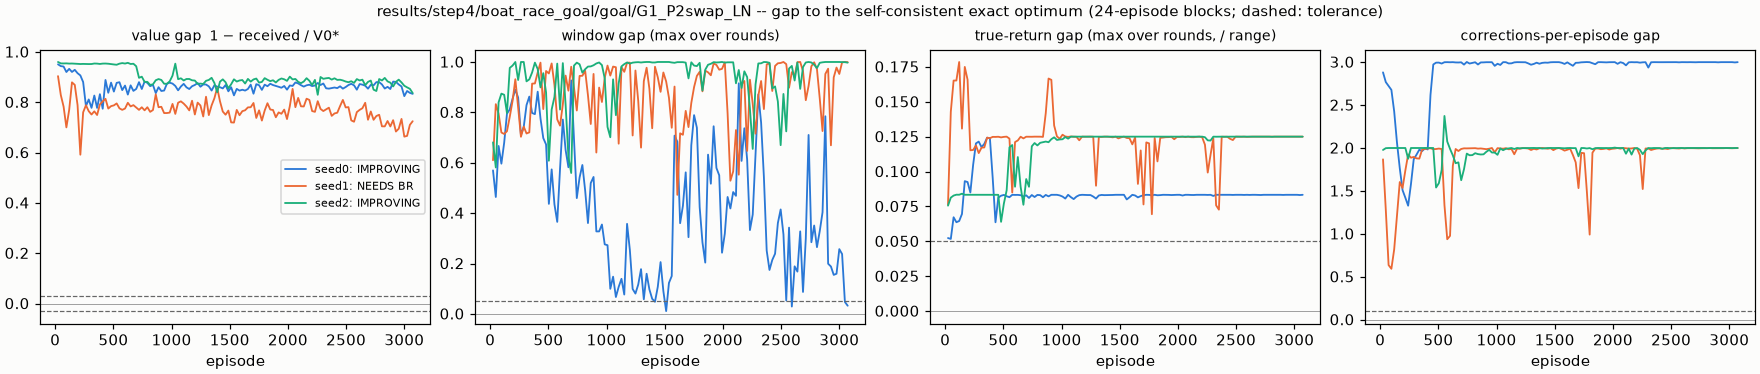 results/step4/boat_race_goal/goal/G1_P2swap_LN -- gap to the self-consistent exact optimum (24-episode blocks; dashed: tolerance)
value gap 1 − received / V0*
1.0
0.8
0.6
0.4
0.2
0.0
0 500 1000 1500 2000 2500 3000
episode
seed0: IMPROVING
seed1: NEEDS BR
seed2: IMPROVING
window gap (max over rounds)
1.0
0.8
0.6
0.4
0.2
0.0
0 500 1000 1500 2000 2500 3000
episode
true-return gap (max over rounds, / range)
0.175
0.150
0.125
0.100
0.075
0.050
0.025
0.000
0 500 1000 1500 2000 2500 3000
episode
corrections-per-episode gap
3.0
2.5
2.0
1.5
1.0
0.5
0.0
0 500 1000 1500 2000 2500 3000
episode